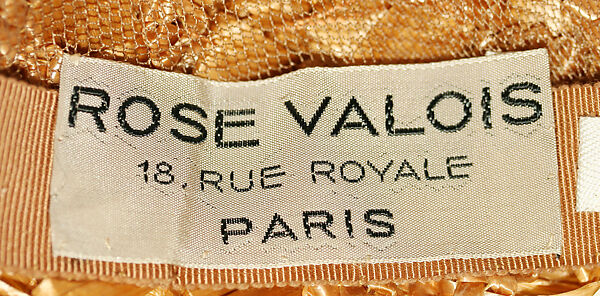 ROSE VALOIS
18, RUE ROYALE
PARIS